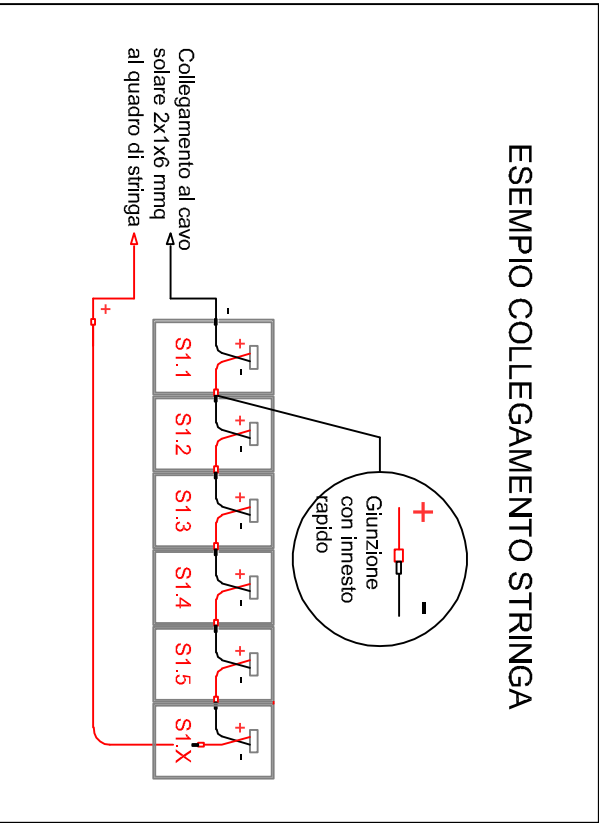 ESEMPIO COLLEGAMENTO STRINGA
+
-
Giunzione
con innesto
rapido
Collegamento al cavo
solare 2x1x6 mmq
al quadro di stringa
-
+
+
-
S1.1
+
-
S1.2
+
-
S1.3
+
-
S1.4
+
-
S1.5
+
-
S1.X